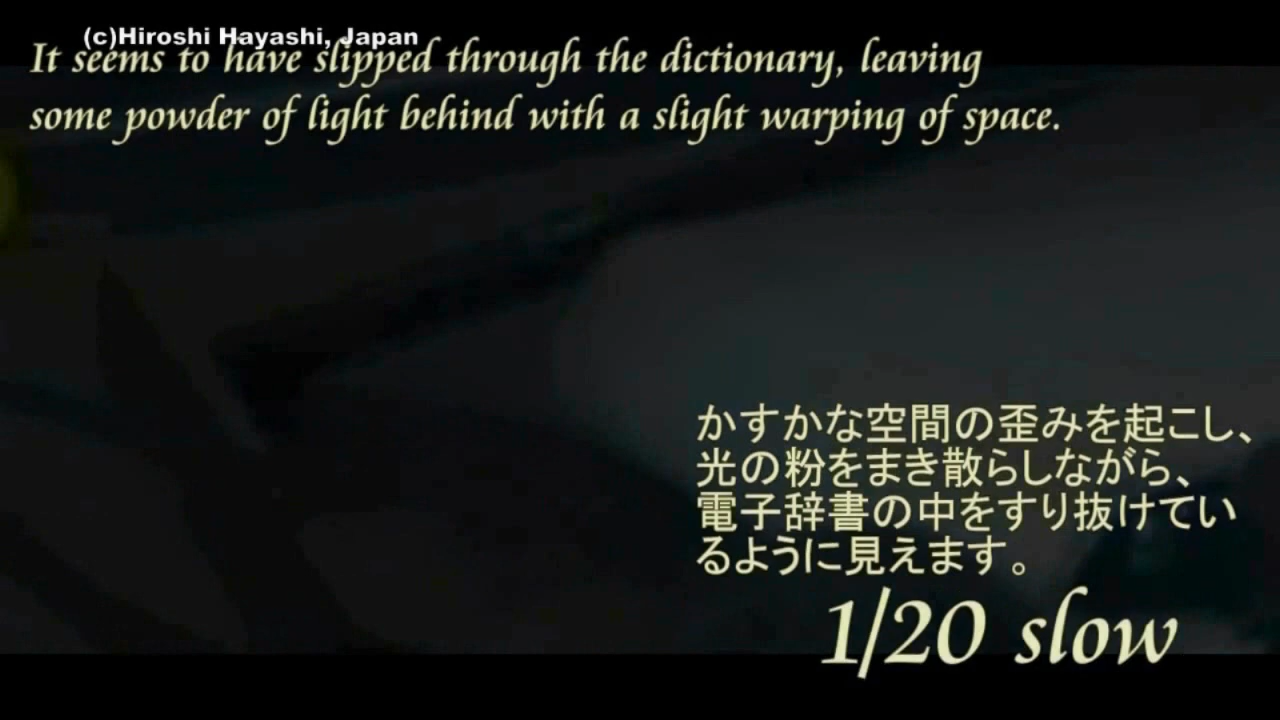 (c)Hiroshi Hayashi, Japan
It seems to have slipped through the dictionary, leaving
some powder of light behind with a slight warping of space.
かすかな空間の歪みを起こし、
光の粉をまき散らしながら、
電子辞書の中をすり抜けてい
るように見えます。
1/20 slow